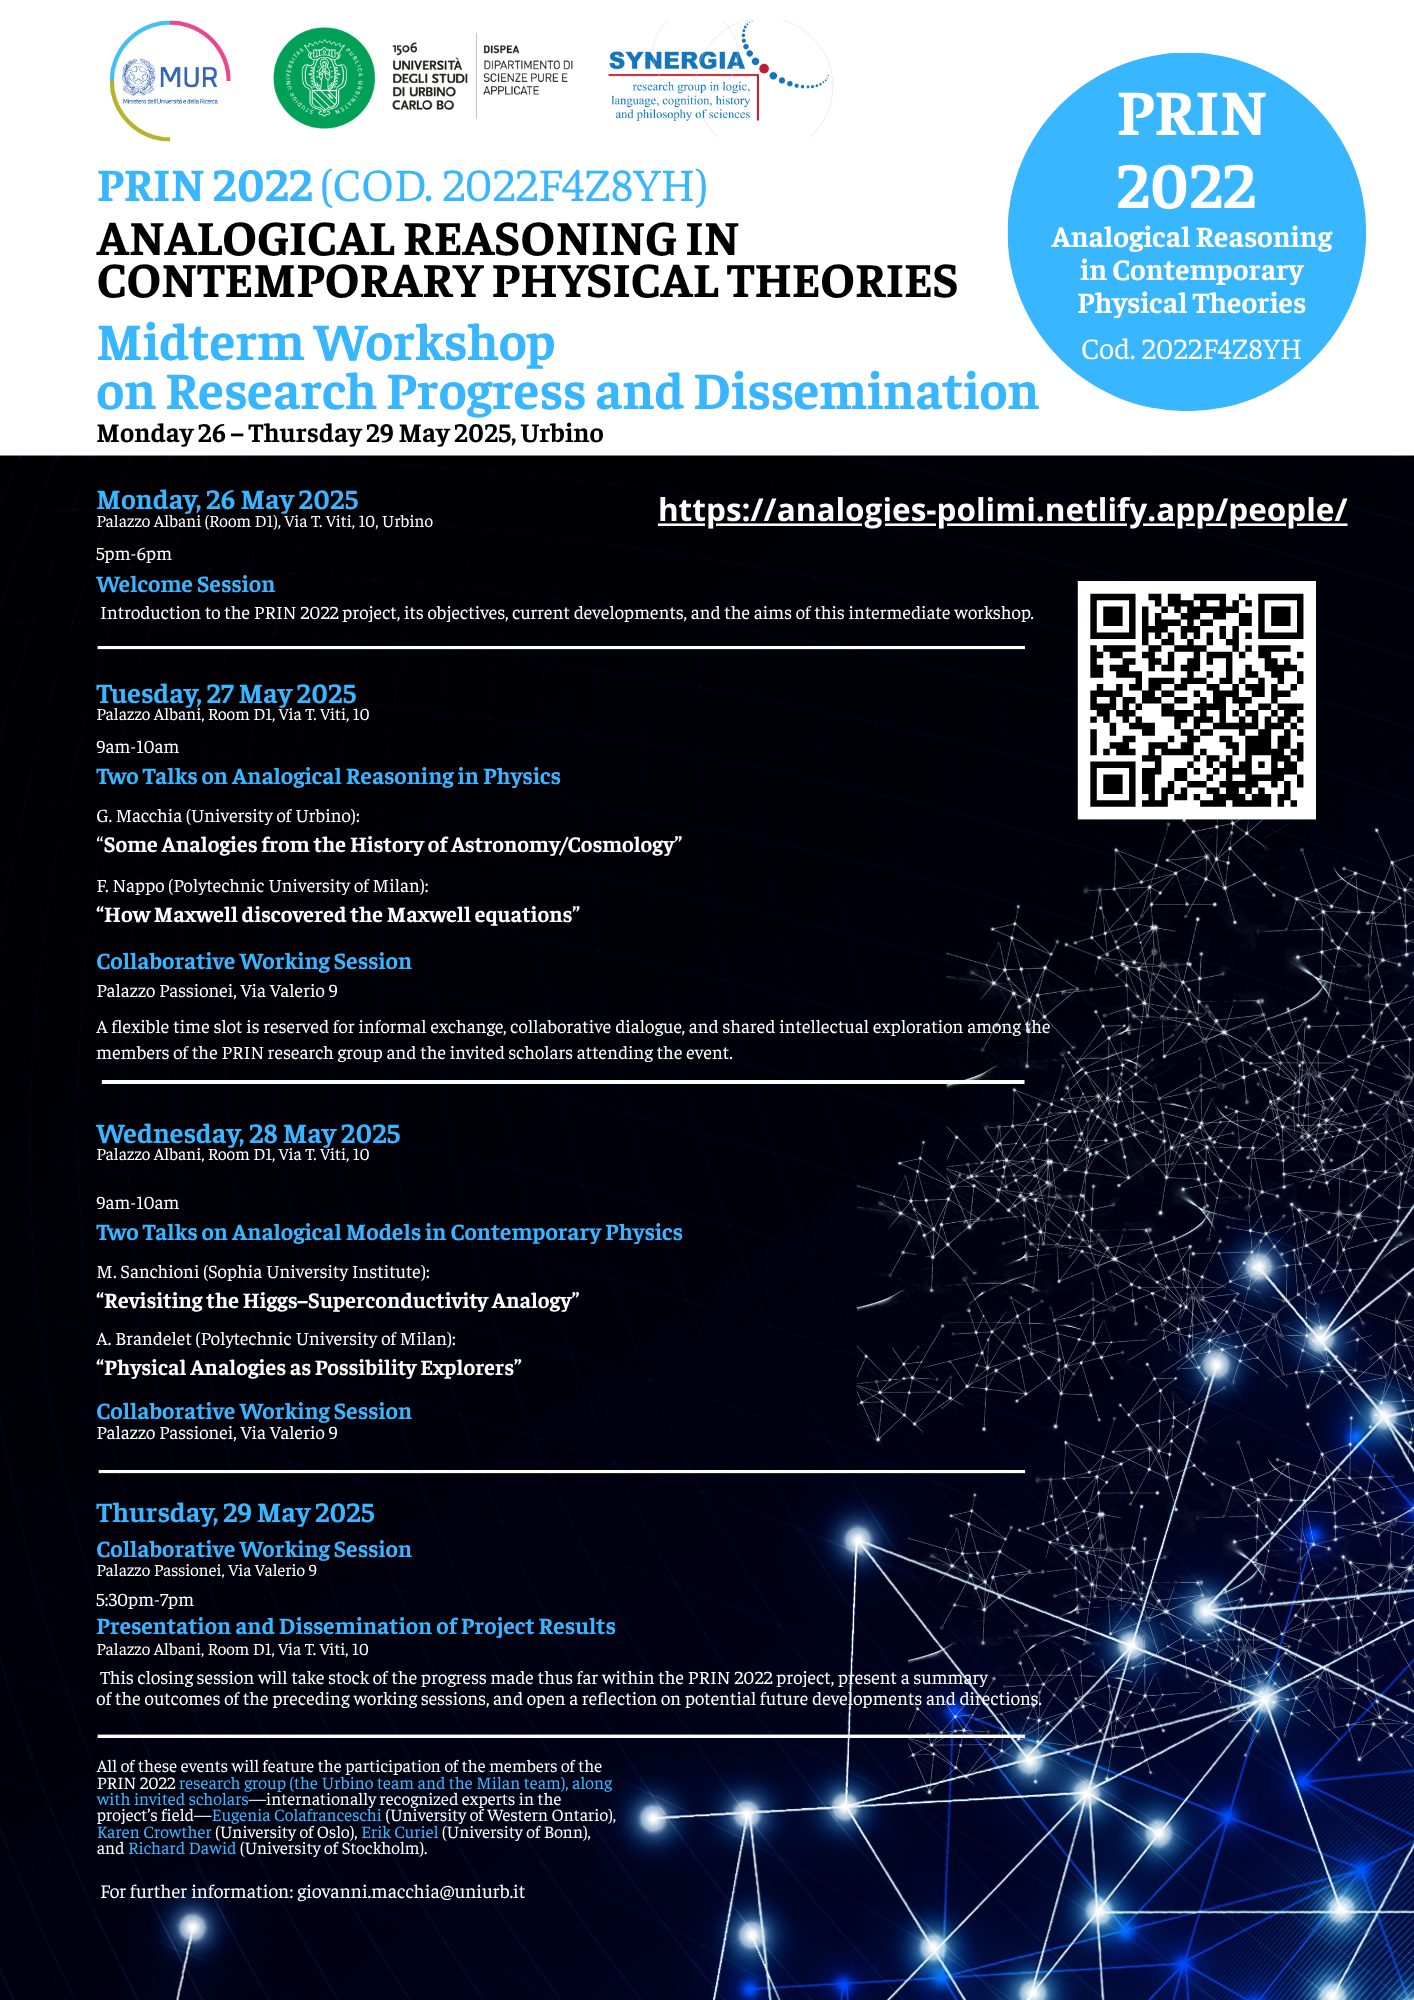 MUR
Ministero dell'Università e della Ricerca
1506
UNIVERSITÀ
DEGLI STUDI
DI URBINO
CARLO BO
DISPEA
DIPARTIMENTO DI
SCIENZE PURE E
APPLICATE
SYNERGIA
research group in logic,
language, cognition, history
and philosophy of sciences
PRIN
2022
Analogical Reasoning
in Contemporary
Physical Theories
Cod. 2022F4Z8YH
PRIN 2022 (COD. 2022F4Z8YH)
ANALOGICAL REASONING IN
CONTEMPORARY PHYSICAL THEORIES
Midterm Workshop
on Research Progress and Dissemination
Monday 26 – Thursday 29 May 2025, Urbino
https://analogies-polimi.netlify.app/people/
Monday, 26 May 2025
Palazzo Albani (Room D1), Via T. Viti, 10, Urbino
5pm-6pm
Welcome Session
Introduction to the PRIN 2022 project, its objectives, current developments, and the aims of this intermediate workshop.
Tuesday, 27 May 2025
Palazzo Albani, Room D1, Via T. Viti, 10
9am-10am
Two Talks on Analogical Reasoning in Physics
G. Macchia (University of Urbino):
“Some Analogies from the History of Astronomy/Cosmology”
F. Nappo (Polytechnic University of Milan):
“How Maxwell discovered the Maxwell equations”
Collaborative Working Session
Palazzo Passionei, Via Valerio 9
A flexible time slot is reserved for informal exchange, collaborative dialogue, and shared intellectual exploration among the
members of the PRIN research group and the invited scholars attending the event.
Wednesday, 28 May 2025
Palazzo Albani, Room D1, Via T. Viti, 10
9am-10am
Two Talks on Analogical Models in Contemporary Physics
M. Sanchioni (Sophia University Institute):
“Revisiting the Higgs–Superconductivity Analogy”
A. Brandelet (Polytechnic University of Milan):
“Physical Analogies as Possibility Explorers”
Collaborative Working Session
Palazzo Passionei, Via Valerio 9
Thursday, 29 May 2025
Collaborative Working Session
Palazzo Passionei, Via Valerio 9
5:30pm-7pm
Presentation and Dissemination of Project Results
Palazzo Albani, Room D1, Via T. Viti, 10
This closing session will take stock of the progress made thus far within the PRIN 2022 project, present a summary
of the outcomes of the preceding working sessions, and open a reflection on potential future developments and directions.
All of these events will feature the participation of the members of the
PRIN 2022 research group (the Urbino team and the Milan team), along
with invited scholars—internationally recognized experts in the
project’s field—Eugenia Colafranceschi (University of Western Ontario),
Karen Crowther (University of Oslo), Erik Curiel (University of Bonn),
and Richard Dawid (University of Stockholm).
For further information: giovanni.macchia@uniurb.it